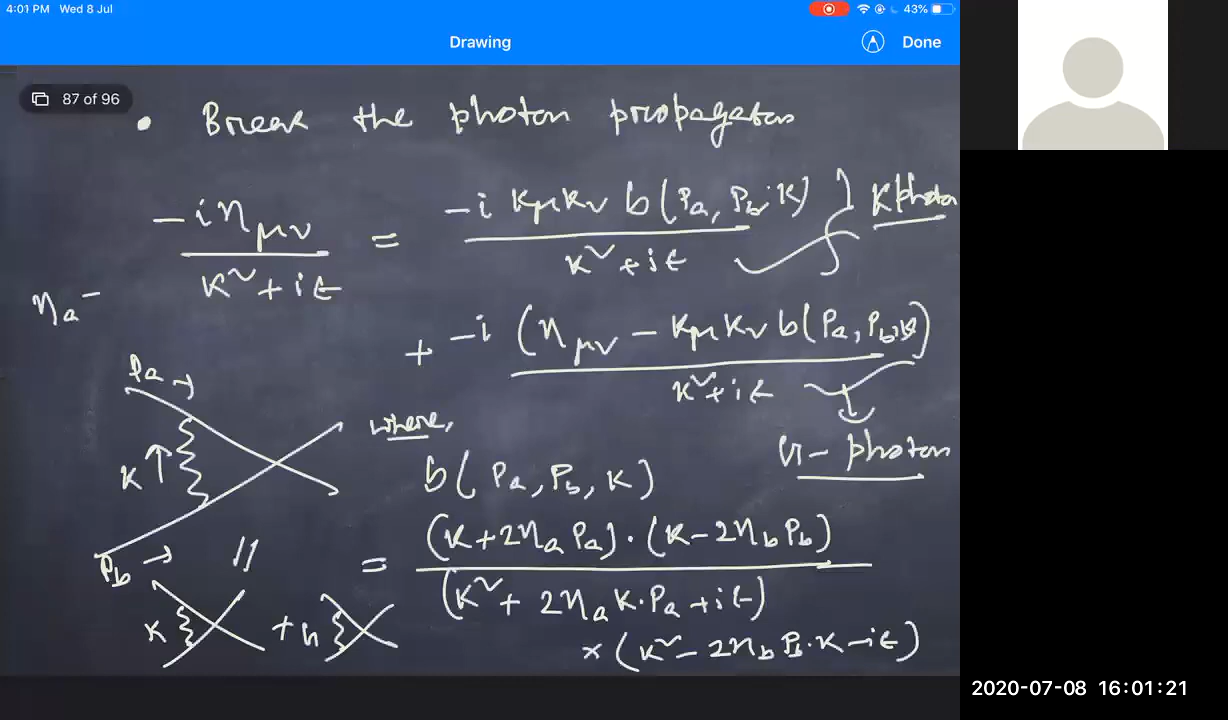 4:01 PM Wed 8 Jul 43%
Drawing Done
87 of 96
• Break the photon propagator
-iη_μν / k²+iε = -i k_μ k_ν b(P_a, P_b, k) / k²+iε } K photon
η_a -
+ -i (η_μν - k_μ k_ν b(P_a, P_b, k)) / k²+iε
G - photon
P_a →
K ↑
P_b →
where,
b(P_a, P_b, k)
= (k+2η_a P_a)·(k-2η_b P_b)
(k²+2η_a k·P_a+iε)
× (k²-2η_b P_b·k-iε)
//
K + G
2020-07-08 16:01:21